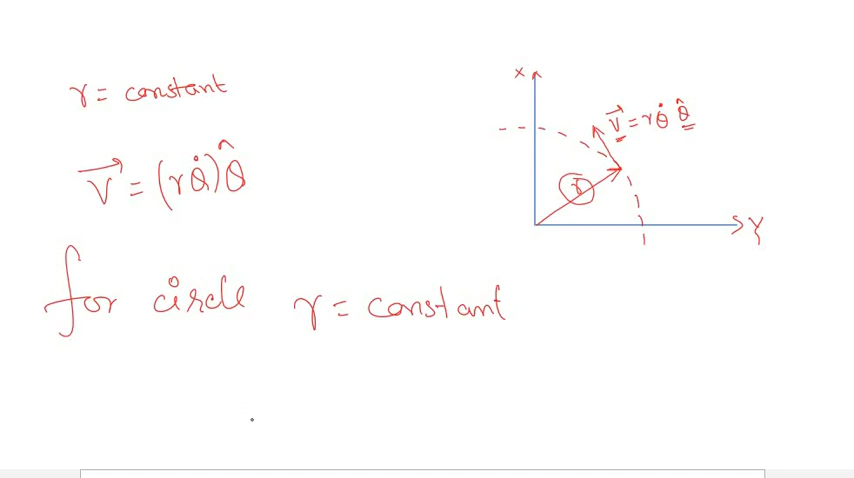 r = constant
X
V⃗ = rθ̇ θ̂
V⃗ = (rθ̇)θ̂
r
Y
for circle r = constant